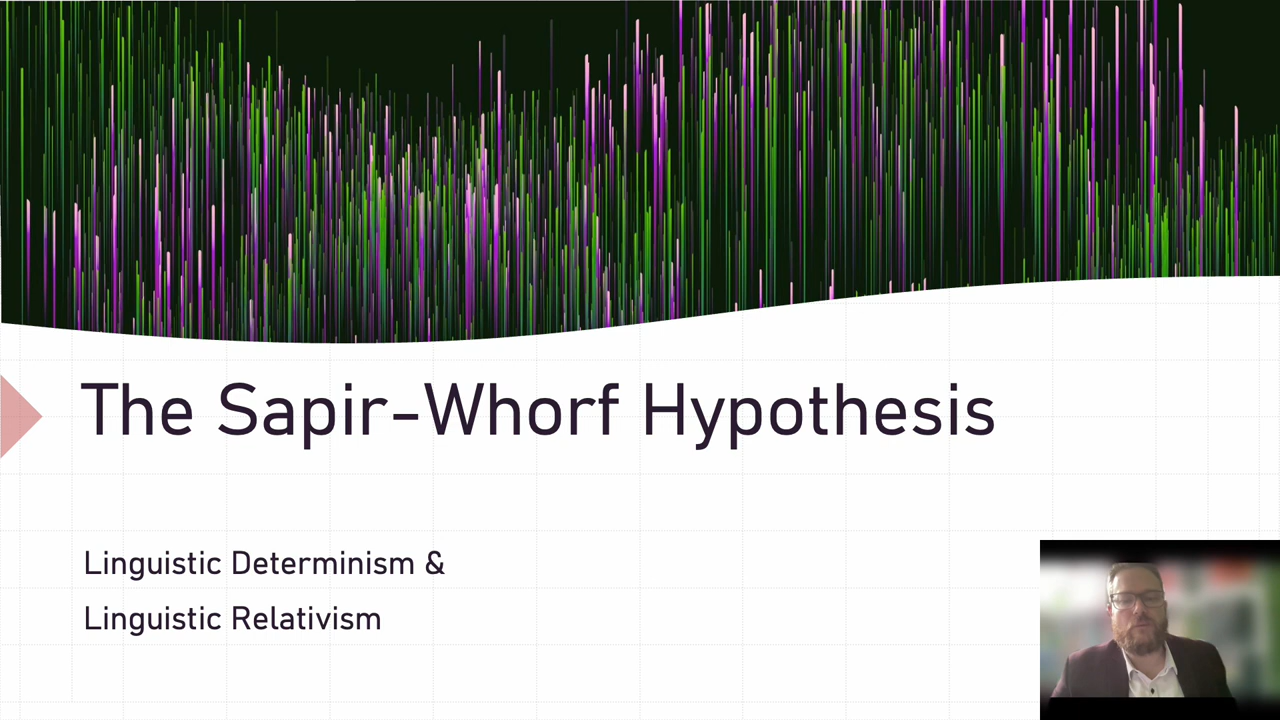 The Sapir-Whorf Hypothesis
Linguistic Determinism &
Linguistic Relativism